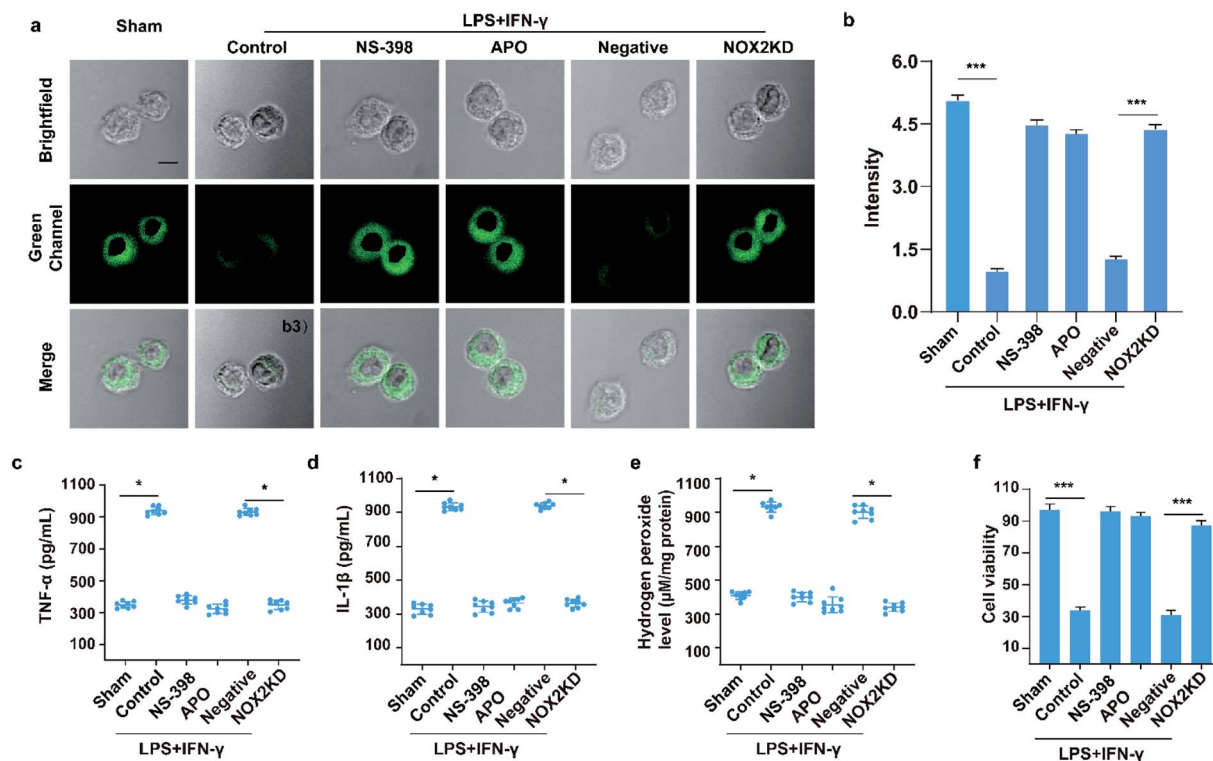 a
Sham
LPS+IFN-γ
Control
NS-398
APO
Negative
NOX2KD
Brightfield
Green
Channel
Merge
b3)
b
Intensity
6.0
4.5
3.0
1.5
0.0
***
***
Sham
Control
NS-398
APO
Negative
NOX2KD
LPS+IFN-γ
c
TNF-α (pg/mL)
1100
900
700
500
300
100
*
*
Sham
Control
NS-398
APO
Negative
NOX2KD
LPS+IFN-γ
d
IL-1β (pg/mL)
1100
900
700
500
300
100
*
*
Sham
Control
NS-398
APO
Negative
NOX2KD
LPS+IFN-γ
e
Hydrogen peroxide
level (μM/mg protein)
1100
900
700
500
300
100
*
*
Sham
Control
NS-398
APO
Negative
NOX2KD
LPS+IFN-γ
f
Cell viability
110
90
70
50
30
10
***
***
Sham
Control
NS-398
APO
Negative
NOX2KD
LPS+IFN-γ